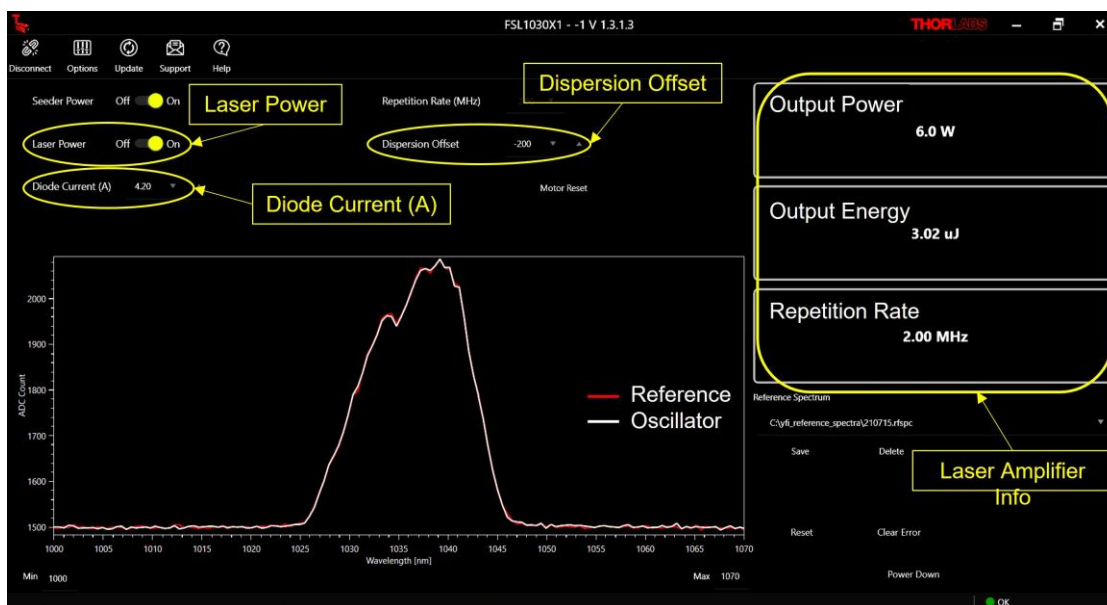 FSL1030X1 - -1 V 1.3.1.3
THORLABS
Disconnect
Options
Update
Support
Help
Seeder Power Off On
Laser Power
Repetition Rate (MHz)
Dispersion Offset
Laser Power Off On
Dispersion Offset -200
Diode Current (A) 4.20
Diode Current (A)
Motor Reset
Output Power
6.0 W
Output Energy
3.02 uJ
Repetition Rate
2.00 MHz
ADC Count
2000
1900
1800
1700
1600
1500
Reference
Oscillator
1000 1005 1010 1015 1020 1025 1030 1035 1040 1045 1050 1055 1060 1065 1070
Wavelength [nm]
Min 1000
Max 1070
Reference Spectrum
C:\yfi_reference_spectra\210715.rfspc
Save
Delete
Laser Amplifier
Info
Reset
Clear Error
Power Down
OK